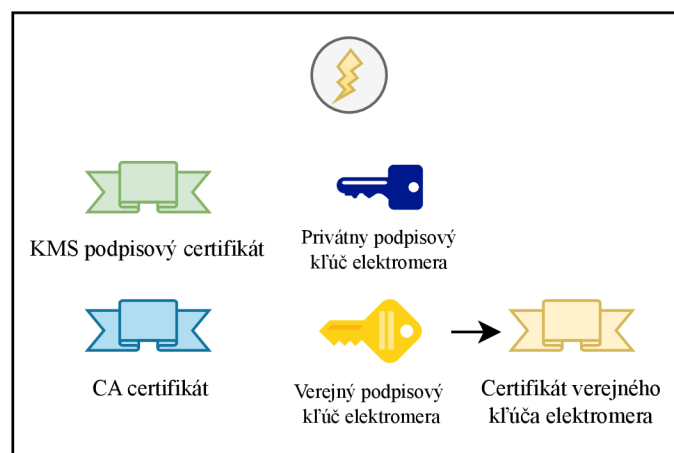 KMS podpisový certifikát
Privátny podpisový
kľúč elektromera
CA certifikát
Verejný podpisový
kľúč elektromera
Certifikát verejného
kľúča elektromera